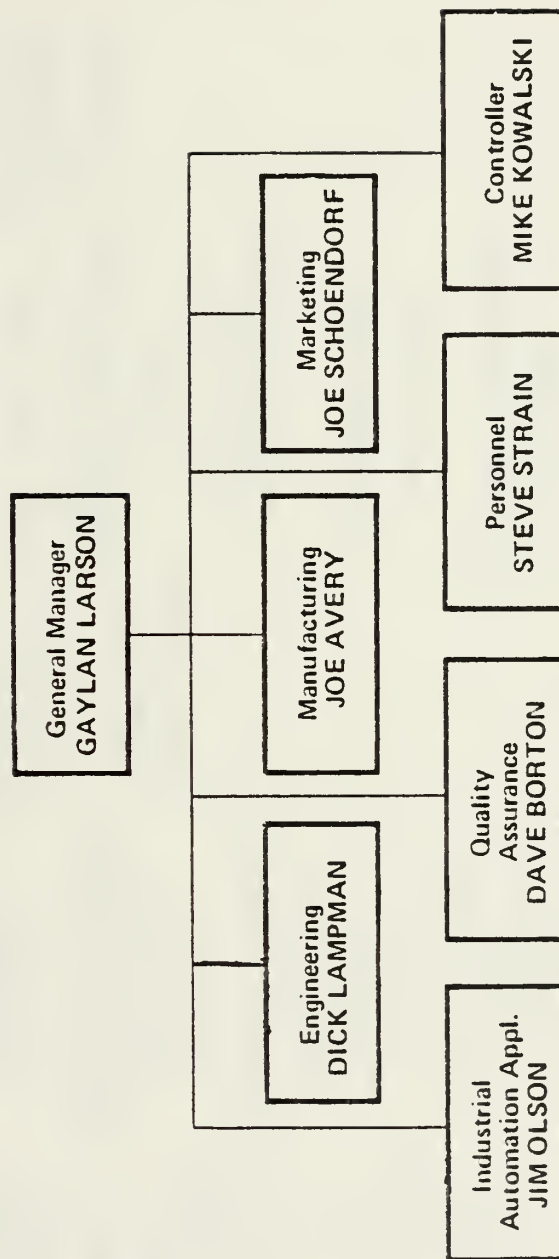 General Manager
GAYLAN LARSON
Engineering
DICK LAMPMAN
Manufacturing
JOE AVERY
Marketing
JOE SCHOENDORF
Industrial
Automation Appl.
JIM OLSON
Quality
Assurance
DAVE BORTON
Personnel
STEVE STRAIN
Controller
MIKE KOWALSKI